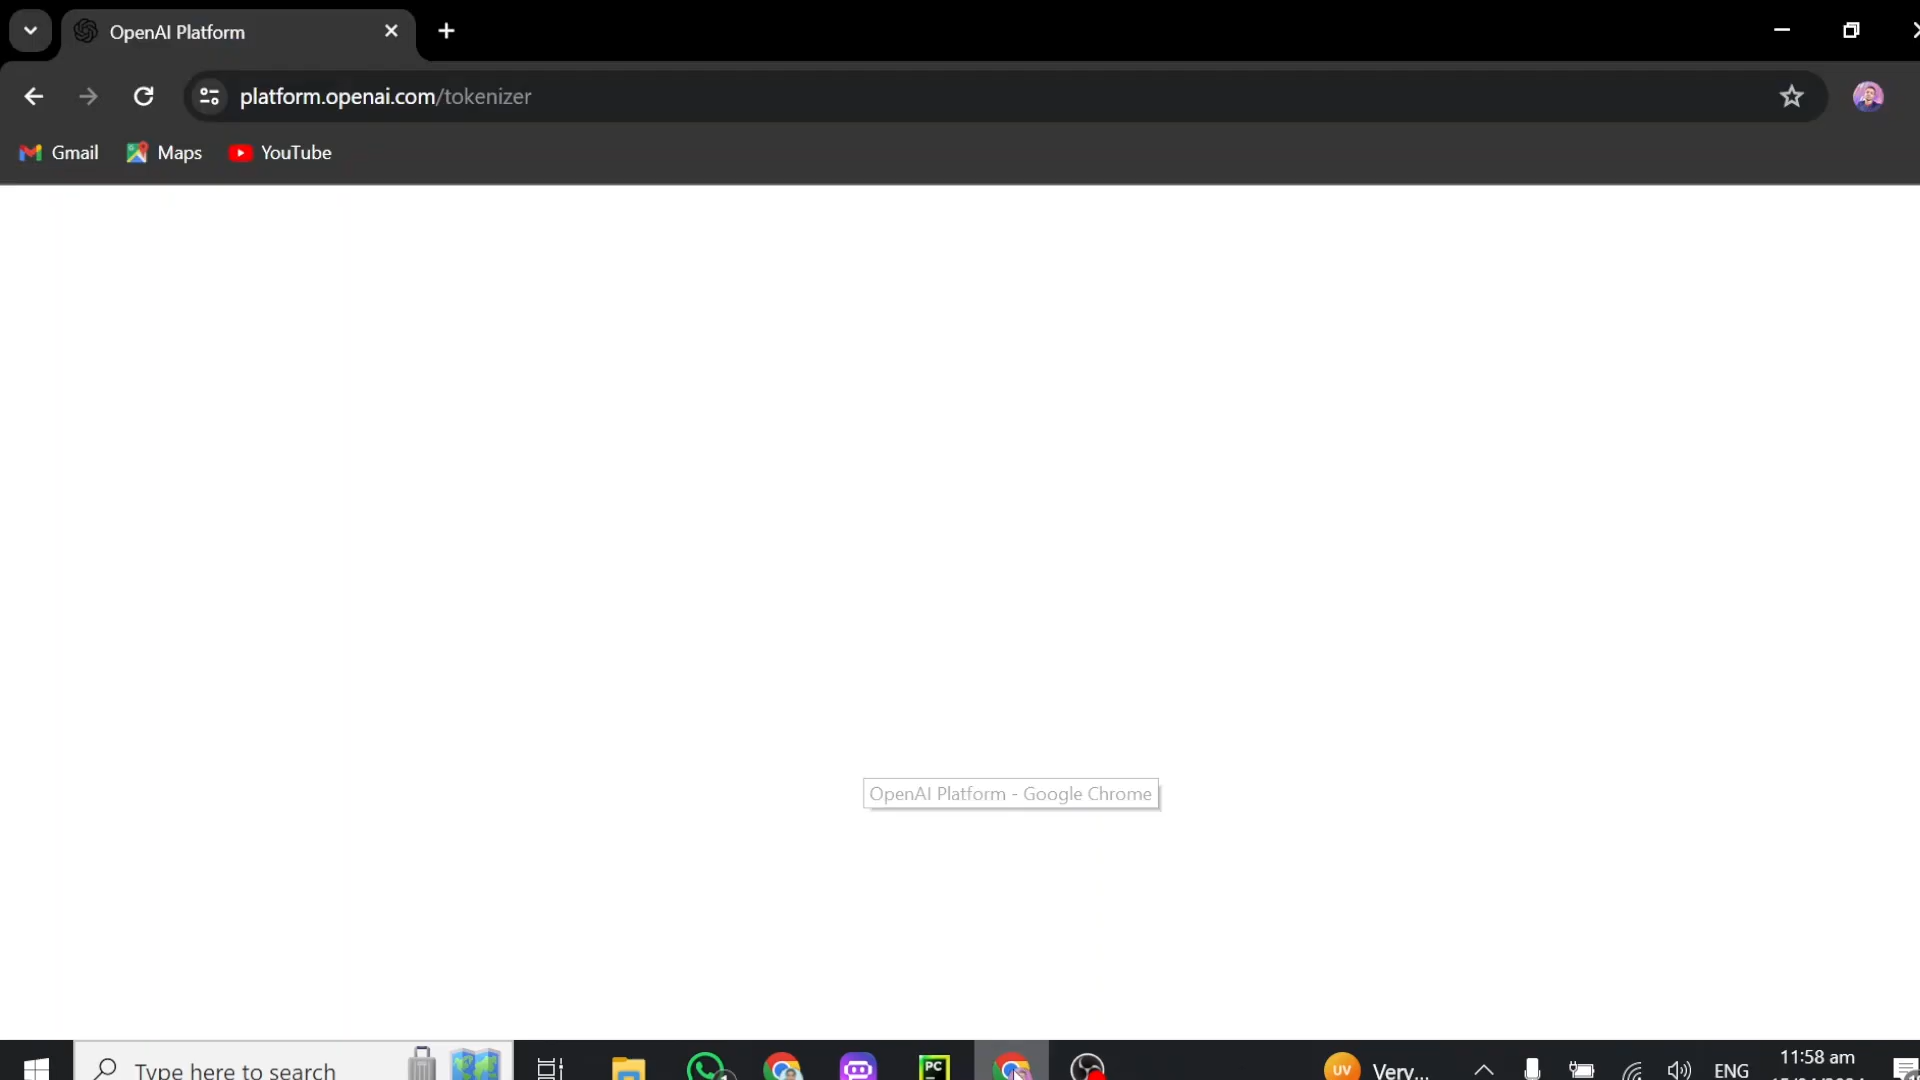 OpenAI Platform
platform.openai.com/tokenizer
Gmail Maps YouTube
OpenAI Platform - Google Chrome
Type here to search
PC
UV Very... ENG
11:58 am